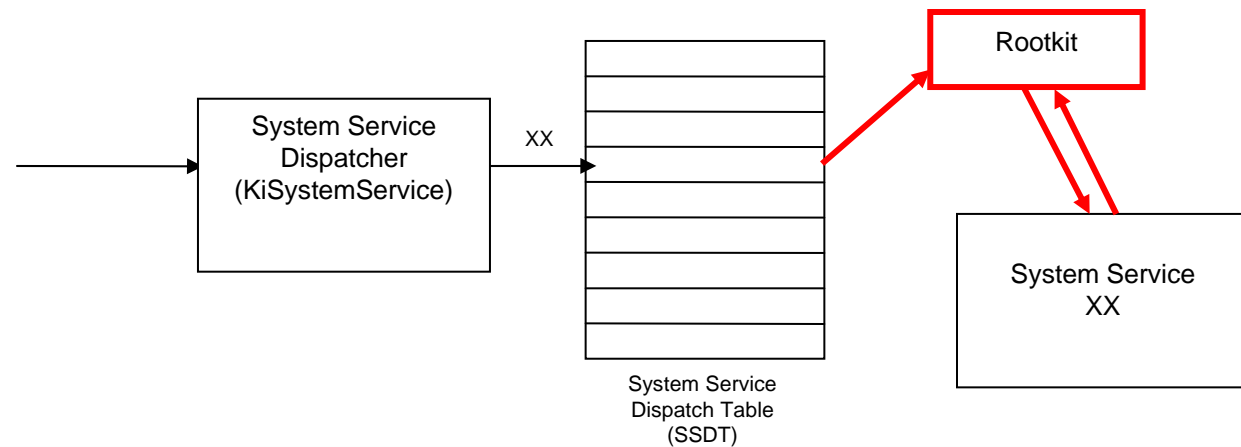 System Service
Dispatcher
(KiSystemService)
XX
System Service
Dispatch Table
(SSDT)
Rootkit
System Service
XX